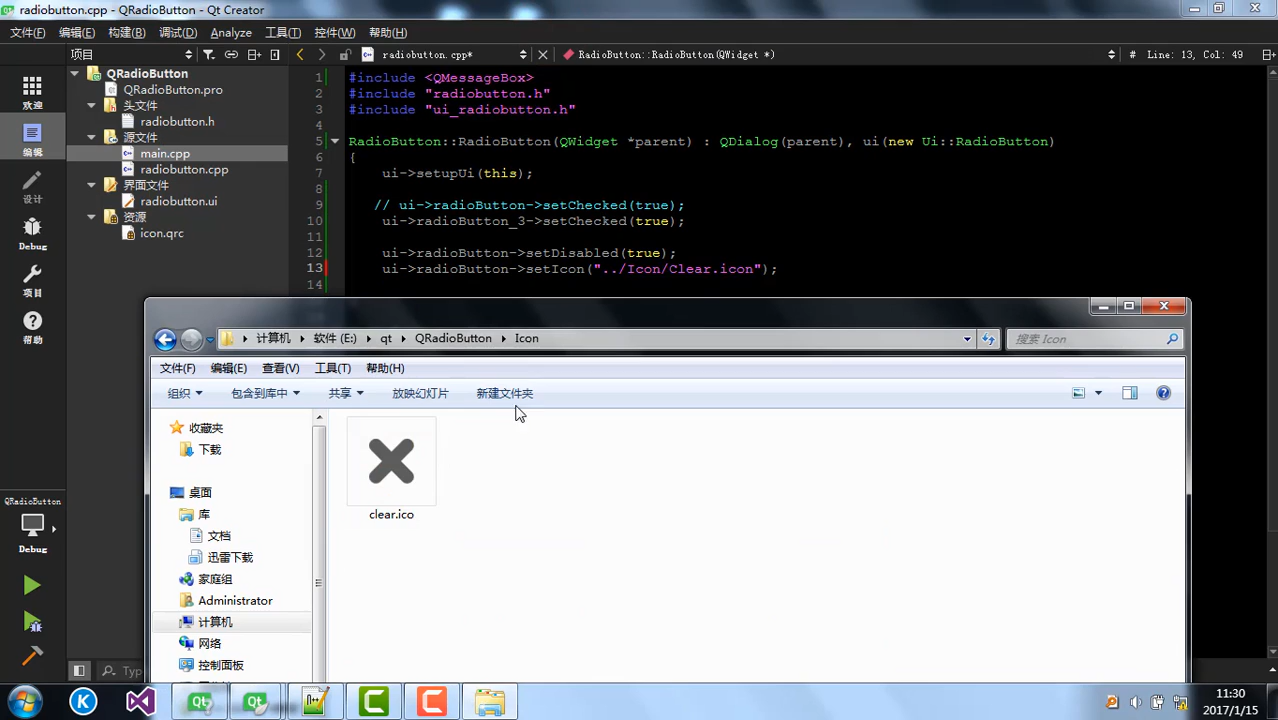 radiobutton.cpp - QRadioButton - Qt Creator
文件(F) 编辑(E) 构建(B) 调试(D) Analyze 工具(T) 控件(W) 帮助(H)
项目 radiobutton.cpp* RadioButton::RadioButton(QWidget *) # Line: 13, Col: 49
欢迎
编辑
设计
Debug
项目
帮助
QRadioButton
Debug
QRadioButton
QRadioButton.pro
头文件
radiobutton.h
源文件
main.cpp
radiobutton.cpp
界面文件
radiobutton.ui
资源
icon.qrc
1 #include <QMessageBox>
2 #include "radiobutton.h"
3 #include "ui_radiobutton.h"
4
5 RadioButton::RadioButton(QWidget *parent) : QDialog(parent), ui(new Ui::RadioButton)
6 {
7 ui->setupUi(this);
8
9 // ui->radioButton->setChecked(true);
10 ui->radioButton_3->setChecked(true);
11
12 ui->radioButton->setDisabled(true);
13 ui->radioButton->setIcon("../Icon/Clear.icon");
14
计算机 软件 (E:) qt QRadioButton Icon 搜索 Icon
文件(F) 编辑(E) 查看(V) 工具(T) 帮助(H)
组织 包含到库中 共享 放映幻灯片 新建文件夹
收藏夹
下载
桌面
库
文档
迅雷下载
家庭组
Administrator
计算机
网络
控制面板
clear.ico
Typ
11:30
2017/1/15